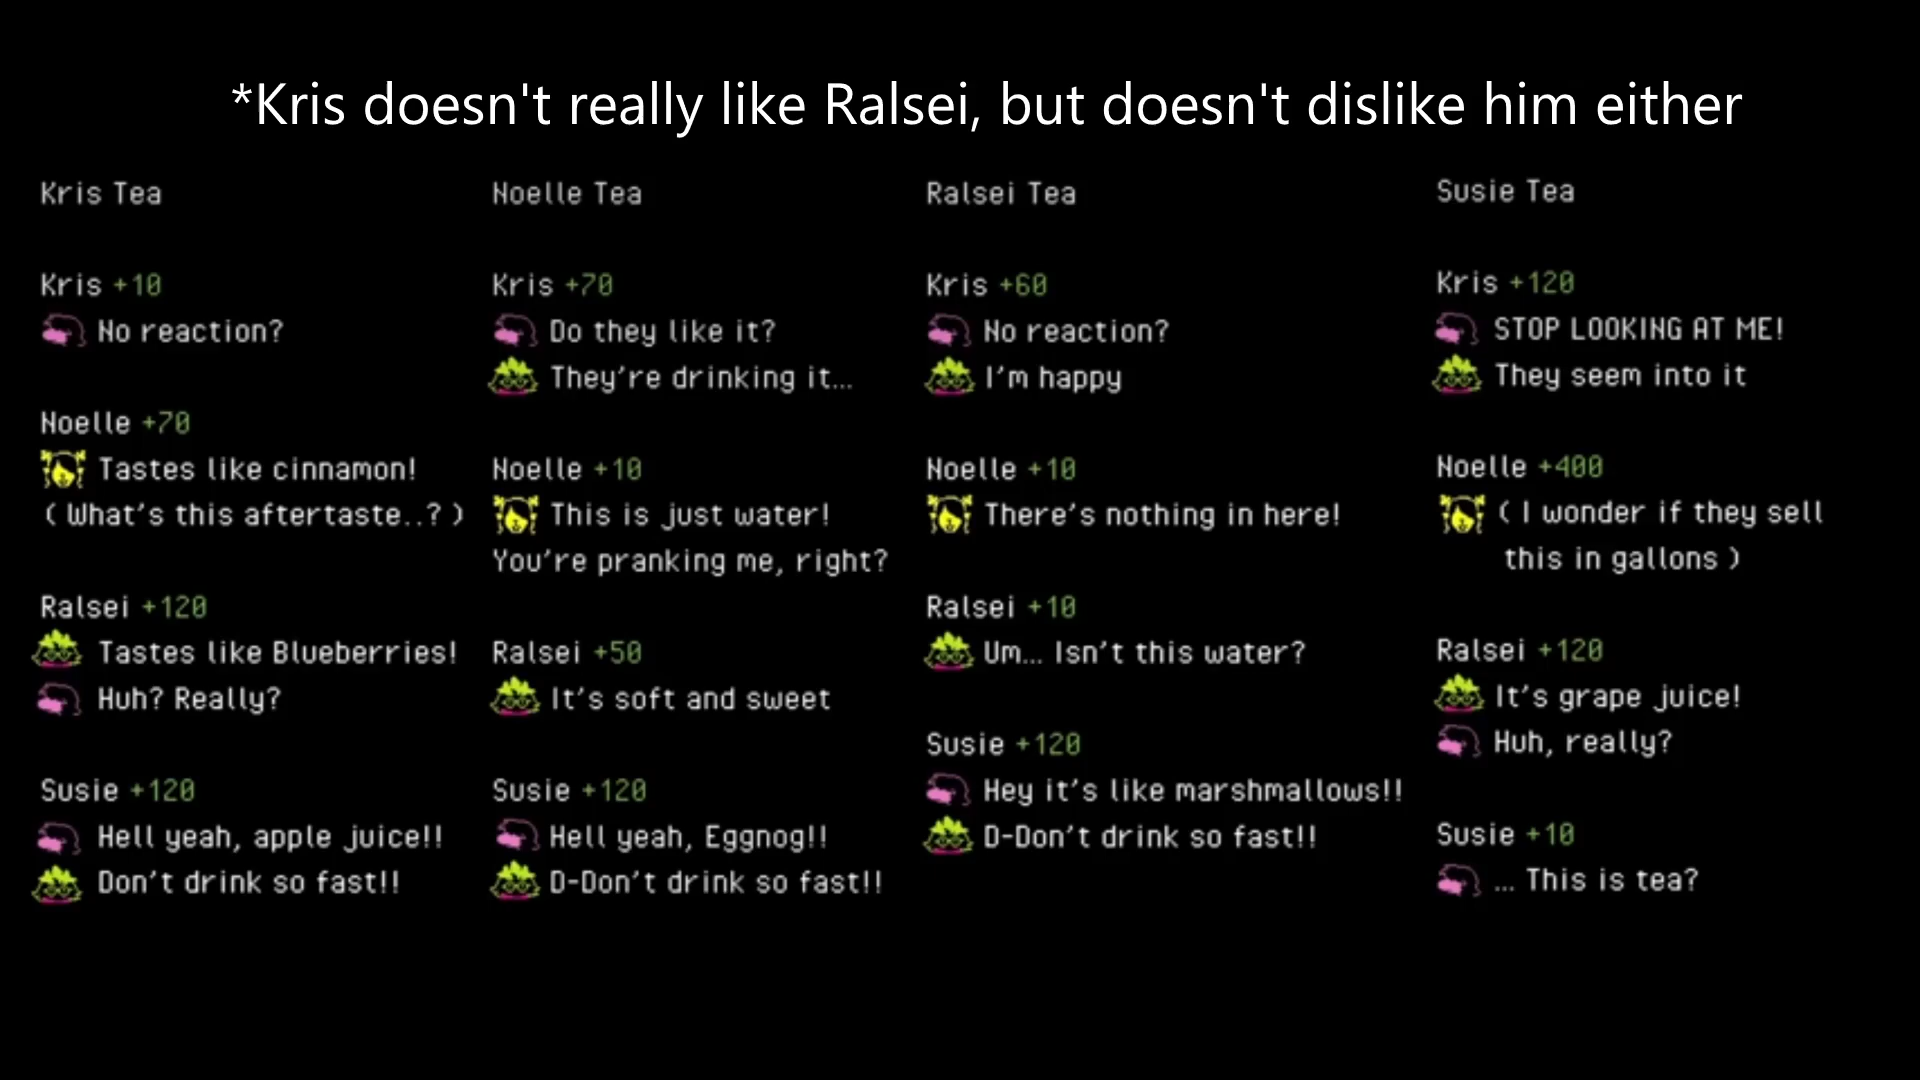 *Kris doesn't really like Ralsei, but doesn't dislike him either
Kris Tea
Kris +10
No reaction?
Noelle +70
Tastes like cinnamon!
( What's this aftertaste..? )
Ralsei +120
Tastes like Blueberries!
Huh? Really?
Susie +120
Hell yeah, apple juice!!
Don't drink so fast!!
Noelle Tea
Kris +70
Do they like it?
They're drinking it...
Noelle +10
This is just water!
You're pranking me, right?
Ralsei +50
It's soft and sweet
Susie +120
Hell yeah, Eggnog!!
D-Don't drink so fast!!
Ralsei Tea
Kris +60
No reaction?
I'm happy
Noelle +10
There's nothing in here!
Ralsei +10
Um... Isn't this water?
Susie +120
Hey it's like marshmallows!!
D-Don't drink so fast!!
Susie Tea
Kris +120
STOP LOOKING AT ME!
They seem into it
Noelle +400
( I wonder if they sell
this in gallons )
Ralsei +120
It's grape juice!
Huh, really?
Susie +10
... This is tea?